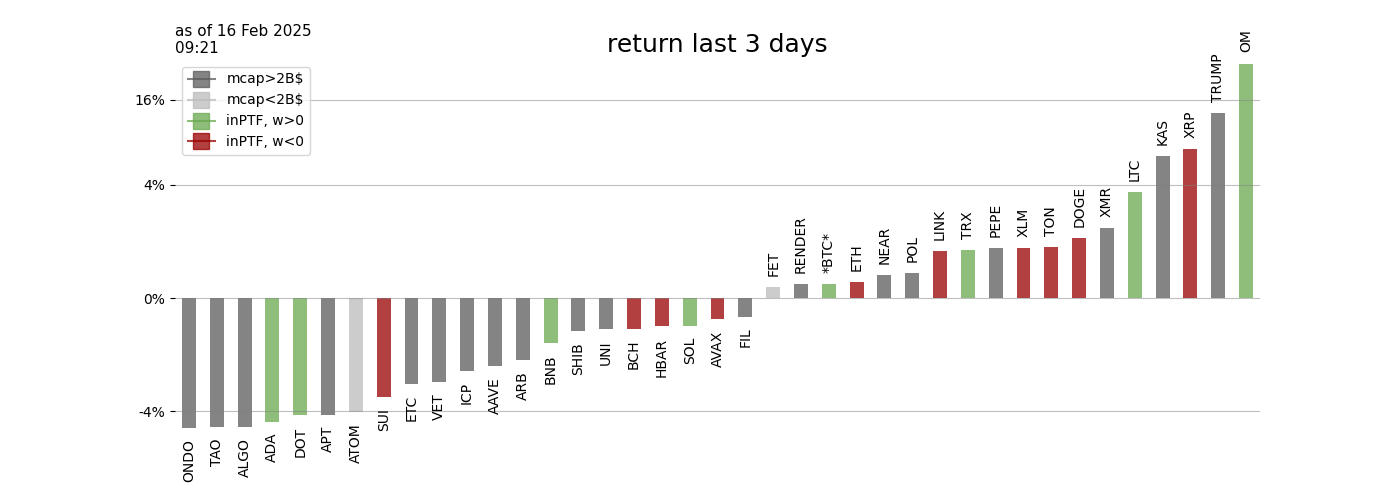 as of 16 Feb 2025
09:21
return last 3 days
mcap>2B$
mcap<2B$
inPTF, w>0
inPTF, w<0
16%
4%
0%
-4%
ONDO
TAO
ALGO
ADA
DOT
APT
ATOM
SUI
ETC
VET
ICP
AAVE
ARB
BNB
SHIB
UNI
BCH
HBAR
SOL
AVAX
FIL
FET
RENDER
*BTC*
ETH
NEAR
POL
LINK
TRX
PEPE
XLM
TON
DOGE
XMR
LTC
KAS
XRP
TRUMP
OM